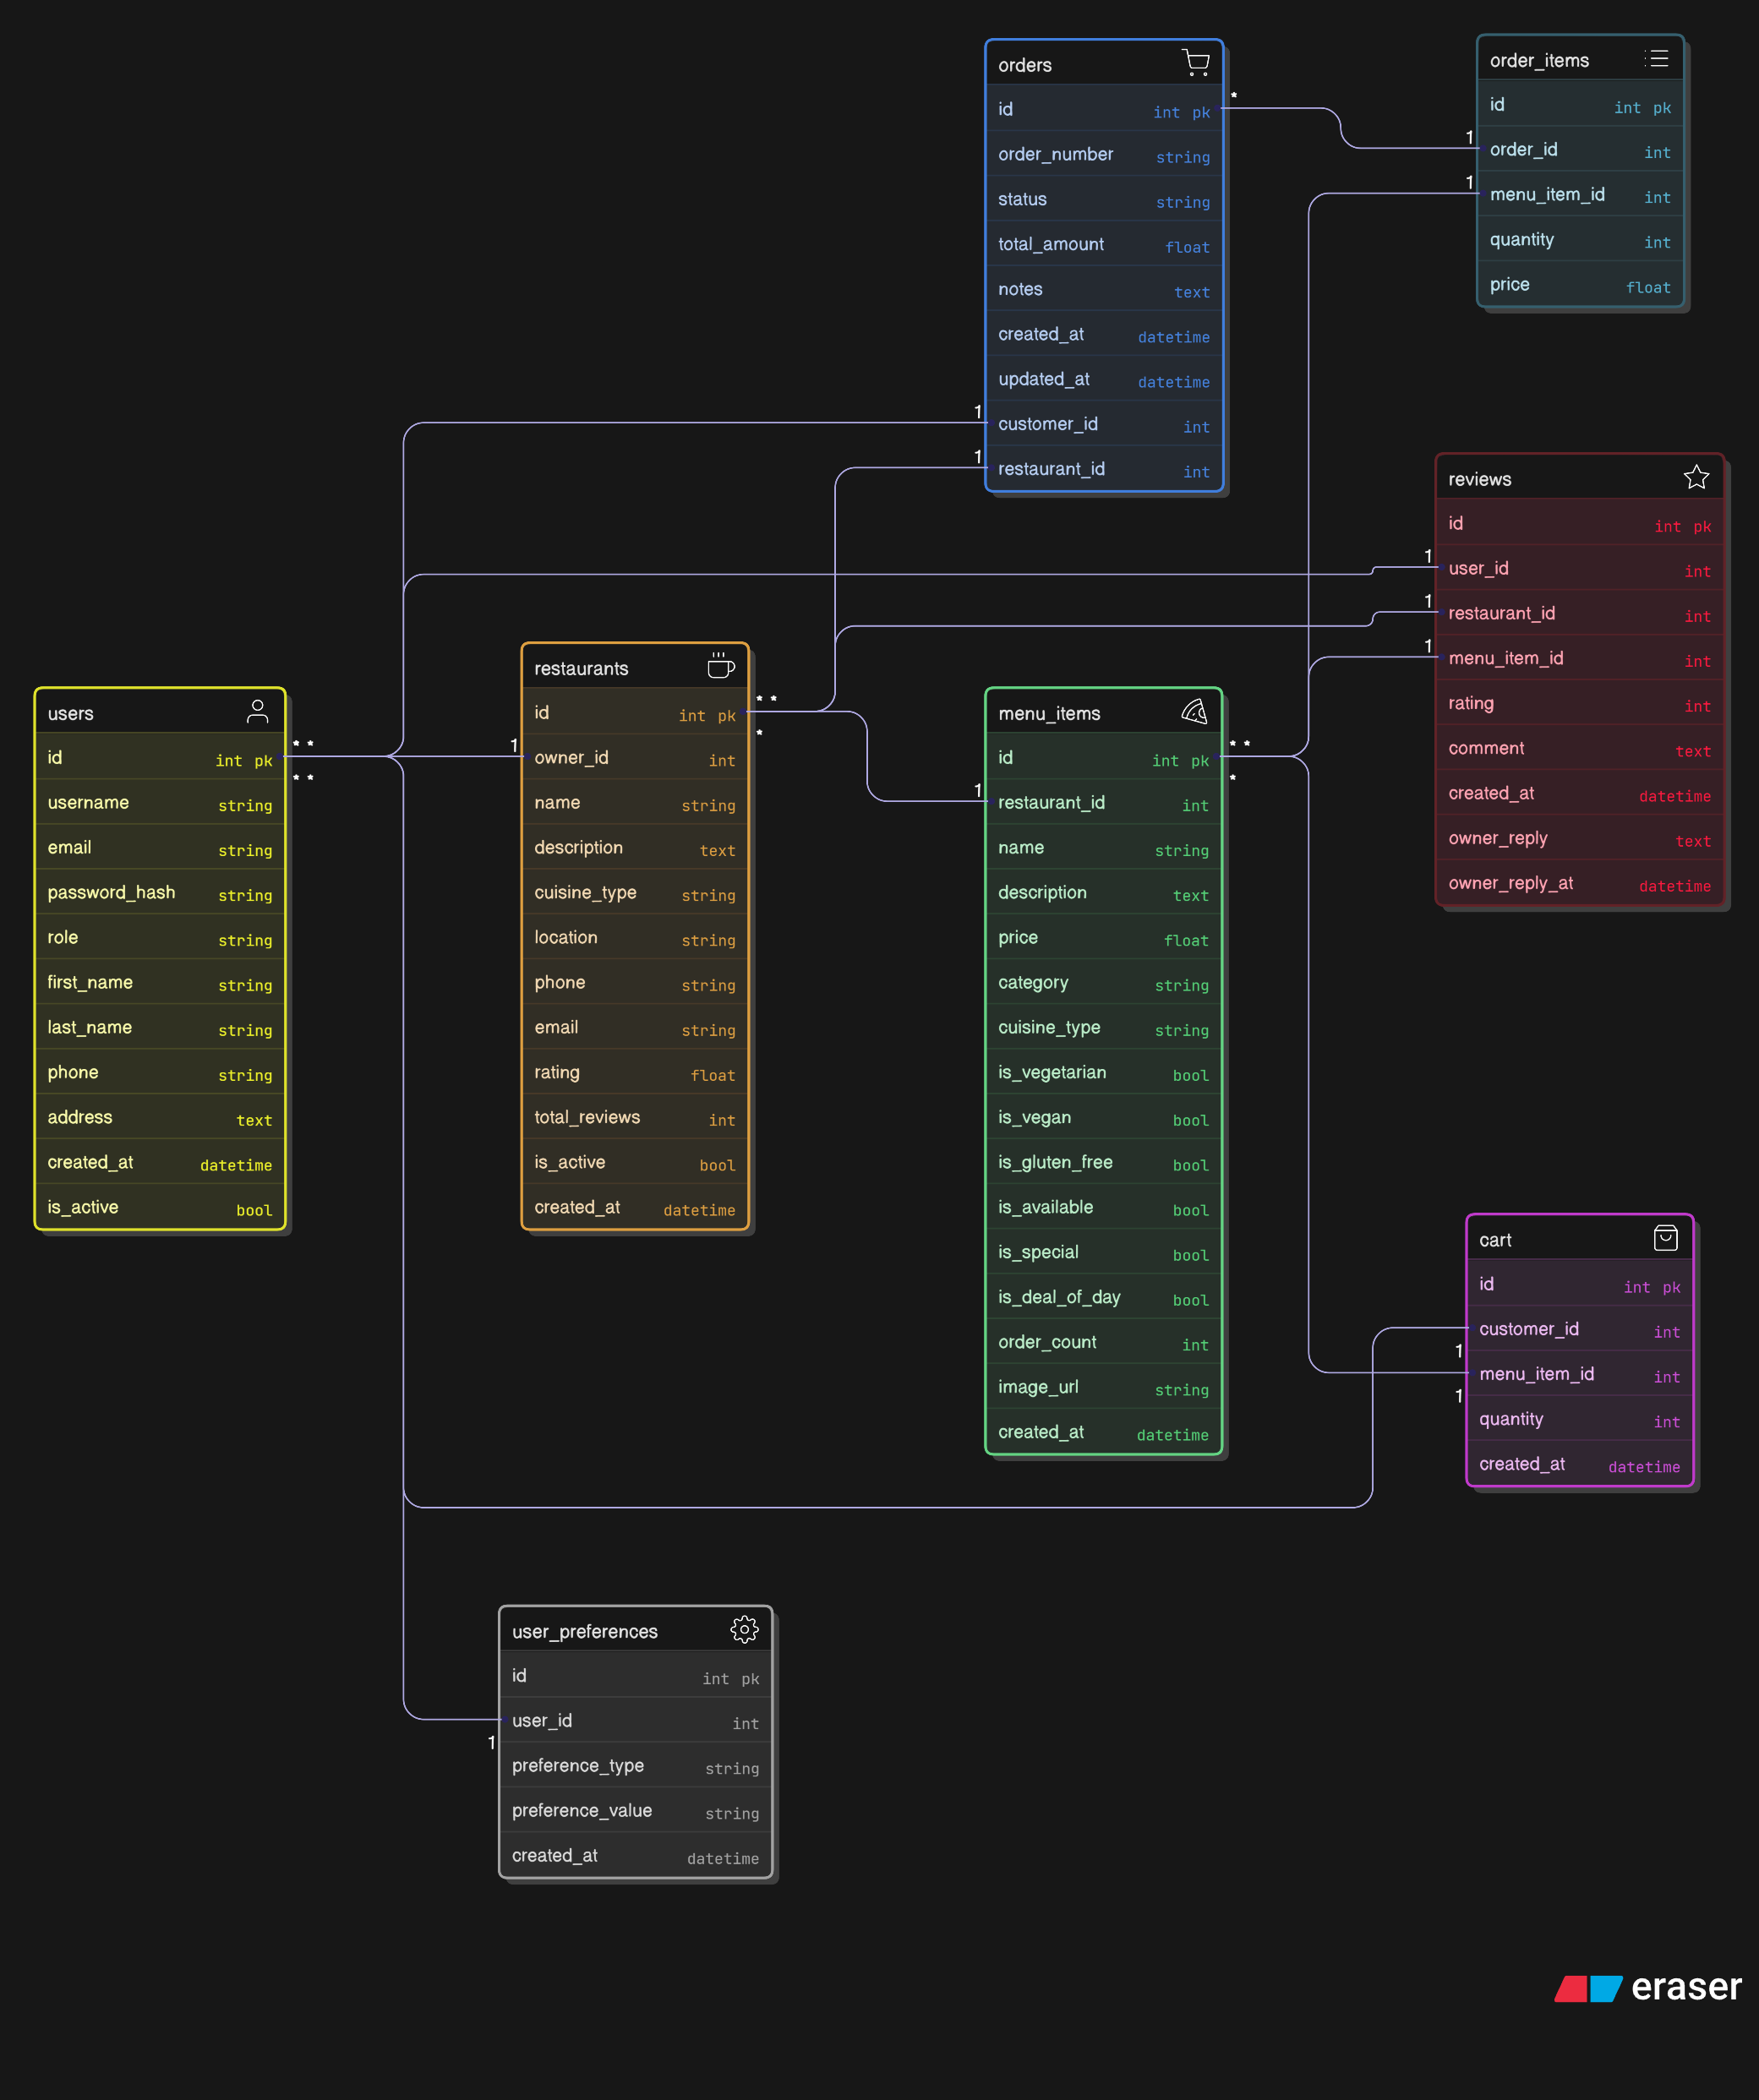 orders
id int pk
order_number string
status string
total_amount float
notes text
created_at datetime
updated_at datetime
customer_id int
restaurant_id int
*
1
1
order_items
id int pk
order_id int
menu_item_id int
quantity int
price float
1
1
reviews
id int pk
user_id int
restaurant_id int
menu_item_id int
rating int
comment text
created_at datetime
owner_reply text
owner_reply_at datetime
1
1
1
users
id int pk
username string
email string
password_hash string
role string
first_name string
last_name string
phone string
address text
created_at datetime
is_active bool
* *
* *
restaurants
id int pk
owner_id int
name string
description text
cuisine_type string
location string
phone string
email string
rating float
total_reviews int
is_active bool
created_at datetime
1
* *
*
menu_items
id int pk
restaurant_id int
name string
description text
price float
category string
cuisine_type string
is_vegetarian bool
is_vegan bool
is_gluten_free bool
is_available bool
is_special bool
is_deal_of_day bool
order_count int
image_url string
created_at datetime
1
* *
*
cart
id int pk
customer_id int
menu_item_id int
quantity int
created_at datetime
1
1
user_preferences
id int pk
user_id int
preference_type string
preference_value string
created_at datetime
1
eraser